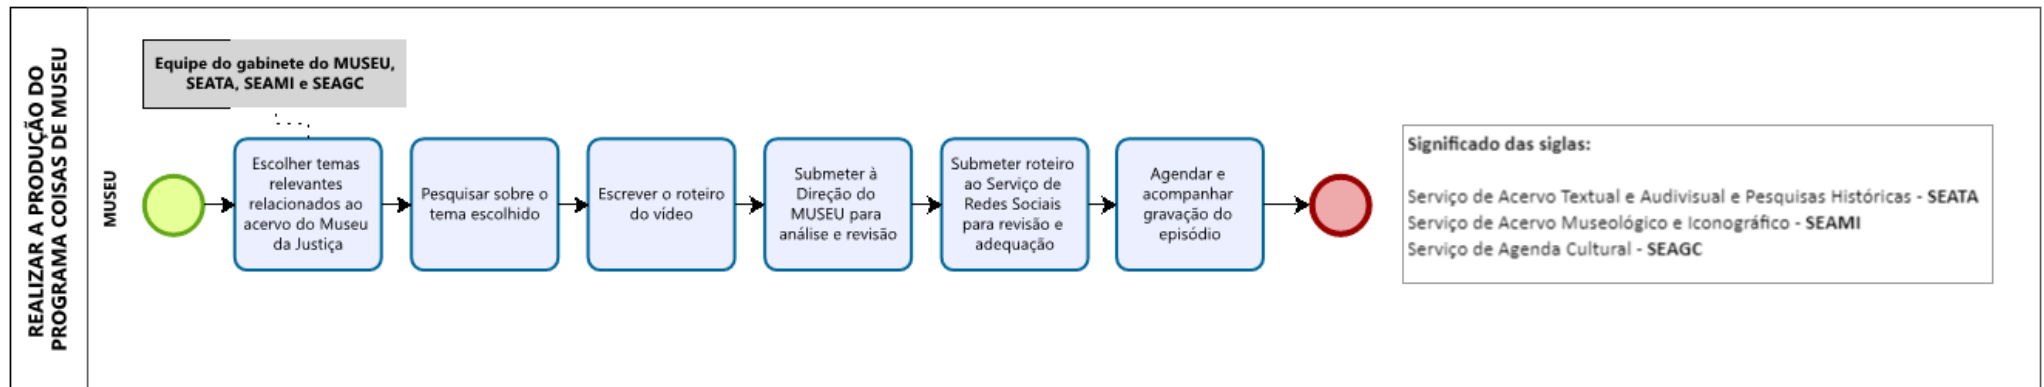 REALIZAR A PRODUÇÃO DO
PROGRAMA COISAS DE MUSEU
MUSEU
Equipe do gabinete do MUSEU,
SEATA, SEAMI e SEAGC
Escolher temas
relevantes
relacionados ao
acervo do Museu
da Justiça
Pesquisar sobre o
tema escolhido
Escrever o roteiro
do vídeo
Submeter à
Direção do
MUSEU para
análise e revisão
Submeter roteiro
ao Serviço de
Redes Sociais
para revisão e
adequação
Agendar e
acompanhar
gravação do
episódio
Significado das siglas:
Serviço de Acervo Textual e Audivisual e Pesquisas Históricas - SEATA
Serviço de Acervo Museológico e Iconográfico - SEAMI
Serviço de Agenda Cultural - SEAGC